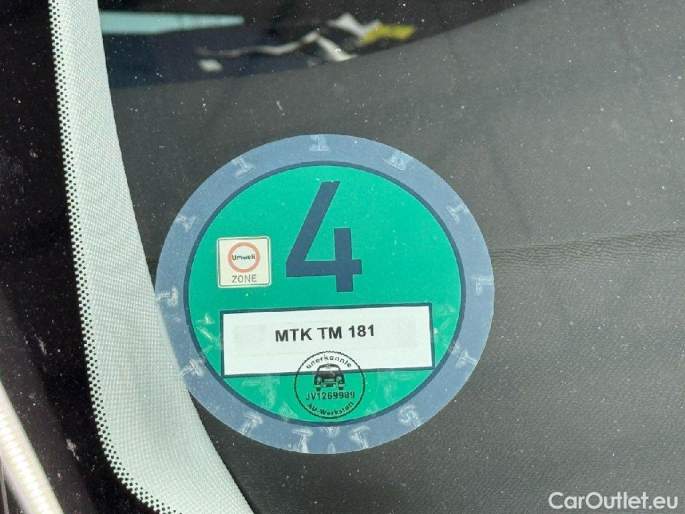 4
Umwelt
ZONE
MTK TM 181
anerkannte
JV1269989
AU-Werkstatt
CarOutlet.eu